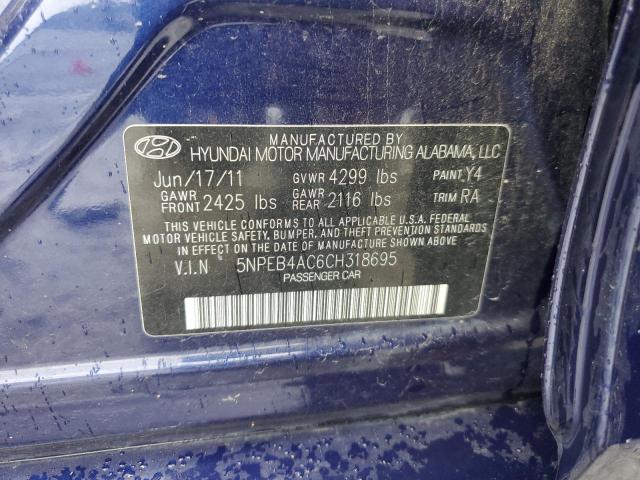 MANUFACTURED BY
HYUNDAI MOTOR MANUFACTURING ALABAMA, LLC
Jun/17/11 GVWR 4299 lbs PAINT Y4
GAWR FRONT 2425 lbs GAWR REAR 2116 lbs TRIM RA
THIS VEHICLE CONFORMS TO ALL APPLICABLE U.S.A. FEDERAL
MOTOR VEHICLE SAFETY, BUMPER, AND THEFT PREVENTION
STANDARDS IN EFFECT ON THE DATE OF MANUFACTURE
SHOWN ABOVE.
V.I.N 5NPEB4AC6CH318695
PASSENGER CAR